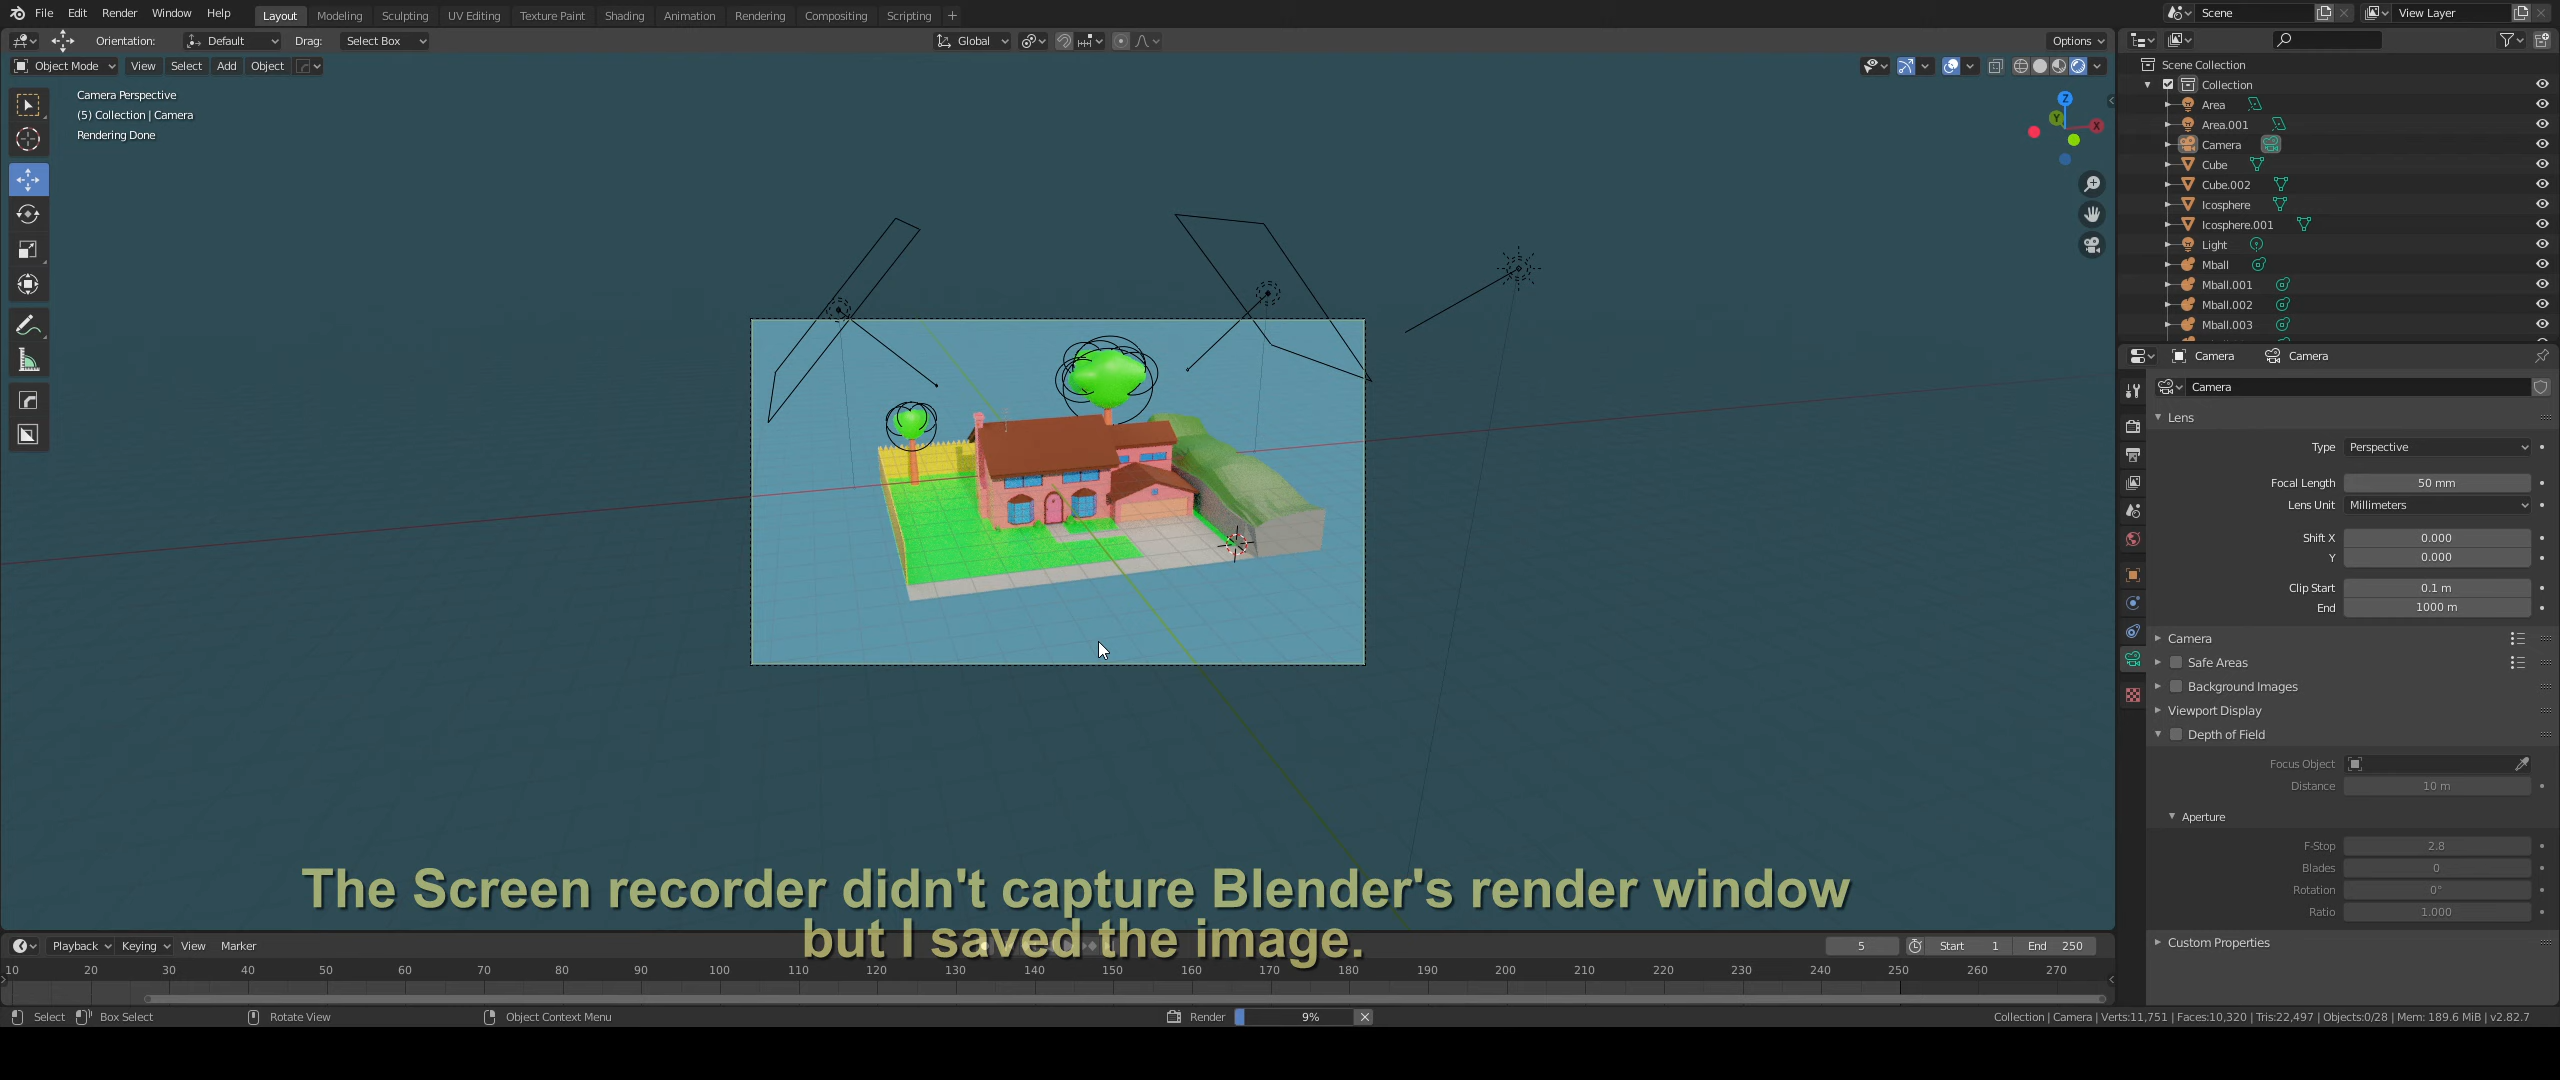 File Edit Render Window Help Layout Modeling Sculpting UV Editing Texture Paint Shading Animation Rendering Compositing Scripting + Scene View Layer
Orientation: Default Drag: Select Box Global Options
Object Mode View Select Add Object
Camera Perspective
(5) Collection | Camera
Rendering Done
Z
Y
X
Scene Collection
Collection
Area
Area.001
Camera
Cube
Cube.002
Icosphere
Icosphere.001
Light
Mball
Mball.001
Mball.002
Mball.003
Camera Camera
Camera
Lens
Type Perspective
Focal Length 50 mm
Lens Unit Millimeters
Shift X 0.000
Y 0.000
Clip Start 0.1 m
End 1000 m
Camera
Safe Areas
Background Images
Viewport Display
Depth of Field
Focus Object
Distance 10 m
Aperture
F-Stop 2.8
Blades 0
Rotation 0°
Ratio 1.000
Custom Properties
The Screen recorder didn't capture Blender's render window
but I saved the image.
Playback Keying View Marker 5 Start 1 End 250
10 20 30 40 50 60 70 80 90 100 110 120 130 140 150 160 170 180 190 200 210 220 230 240 250 260 270
Select Box Select Rotate View Object Context Menu Render 9% Collection | Camera | Verts:11,751 | Faces:10,320 | Tris:22,497 | Objects:0/28 | Mem: 189.6 MiB | v2.82.7